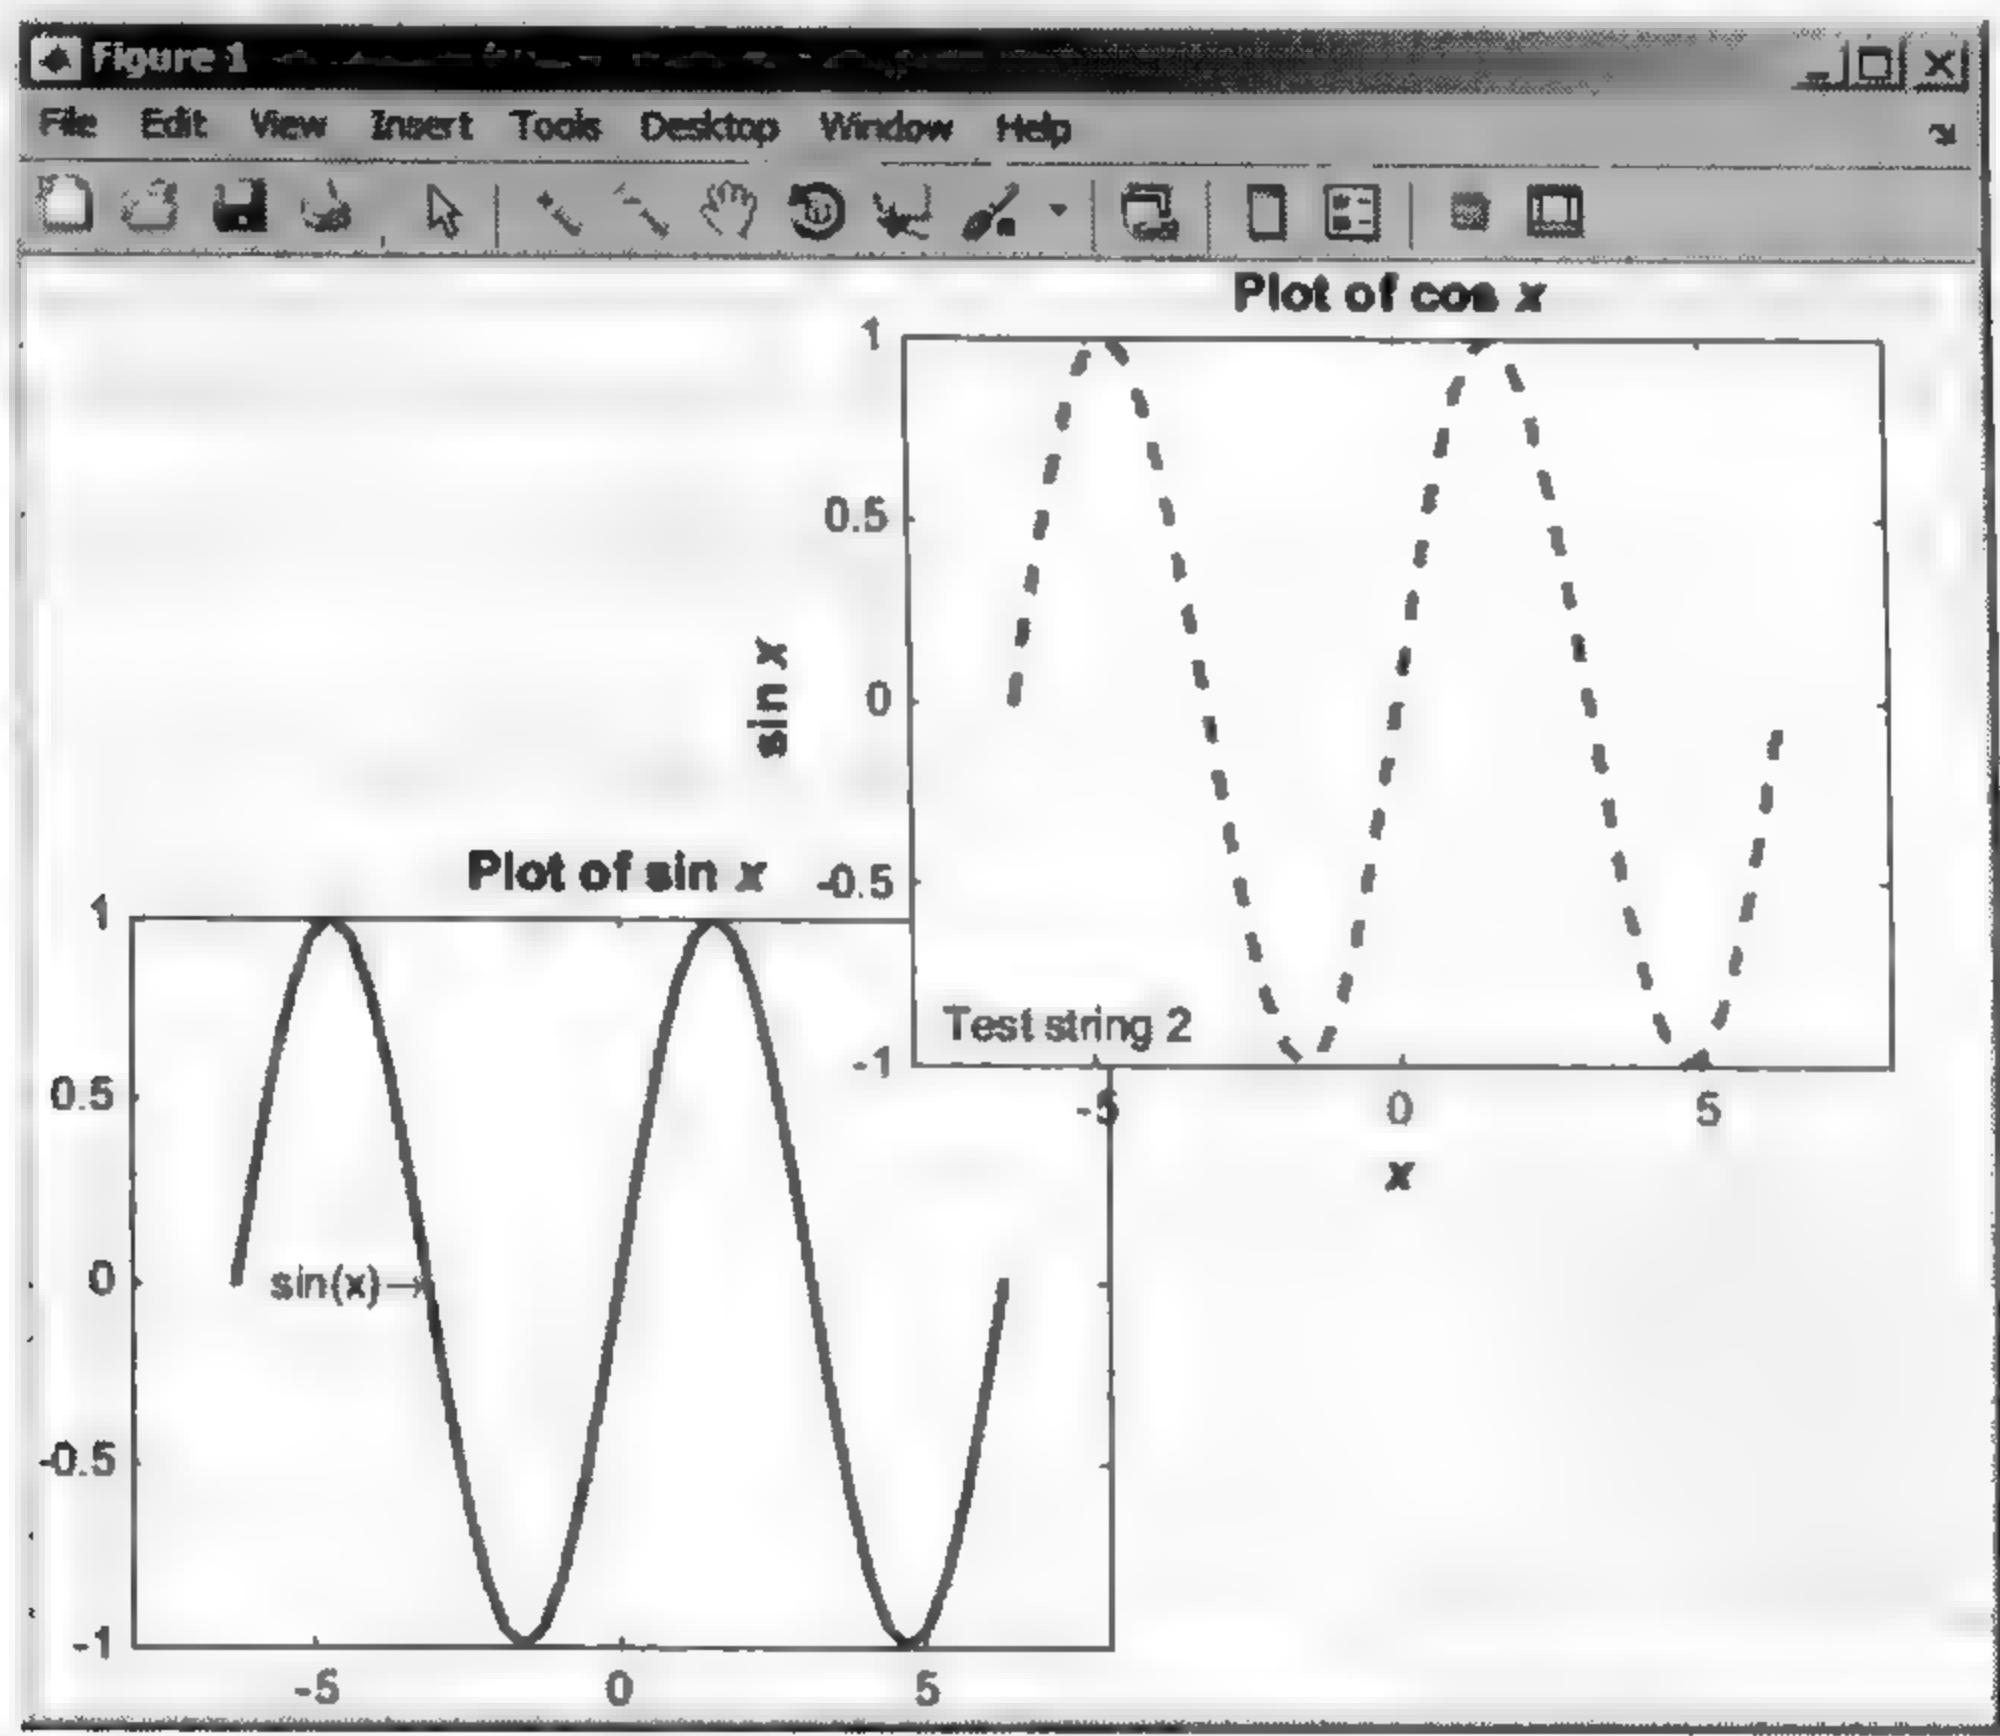 Figure 1
File Edit View Insert Tools Desktop Window Help
Plot of cos x
1
0.5
sin x
0
-0.5
-1
Test string 2
-5 0 5
x
Plot of sin x
1
0.5
0
sin(x)→
-0.5
-1
-5 0 5